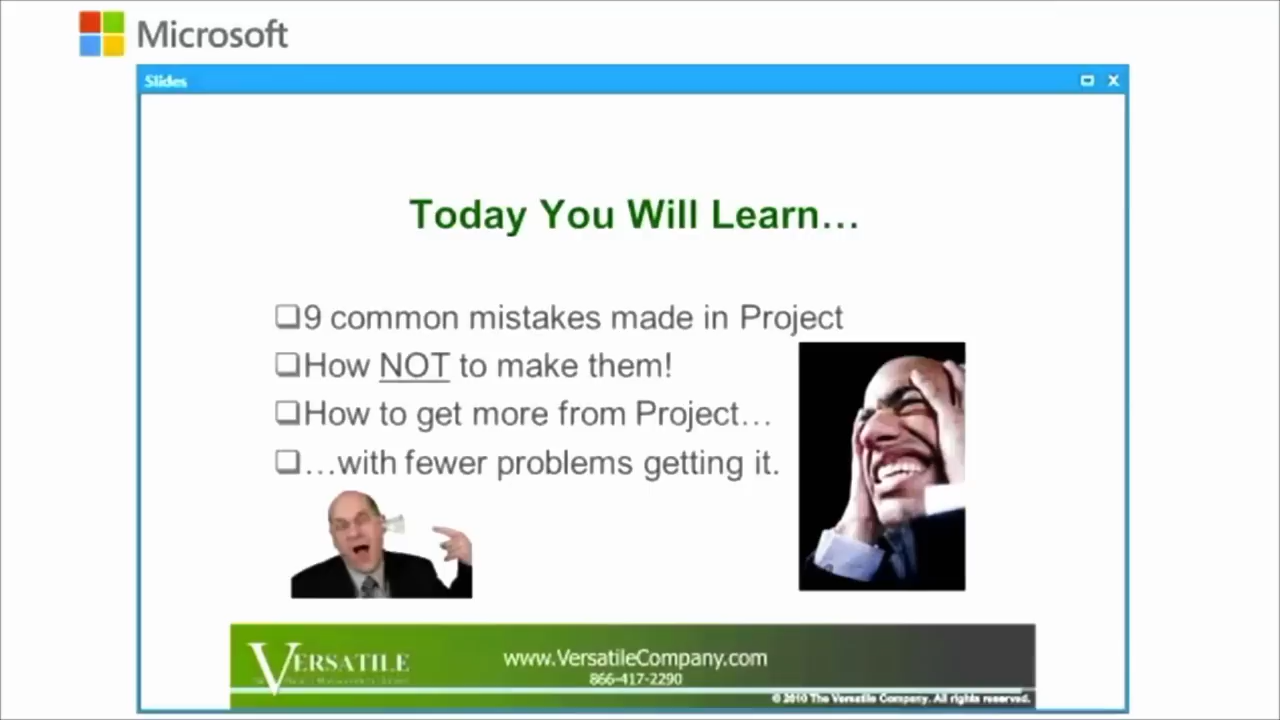 Microsoft
Slides
Today You Will Learn…
❑9 common mistakes made in Project
❑How NOT to make them!
❑How to get more from Project…
❑…with fewer problems getting it.
VERSATILE
www.VersatileCompany.com
866-417-2290
© 2010 The Versatile Company. All rights reserved.